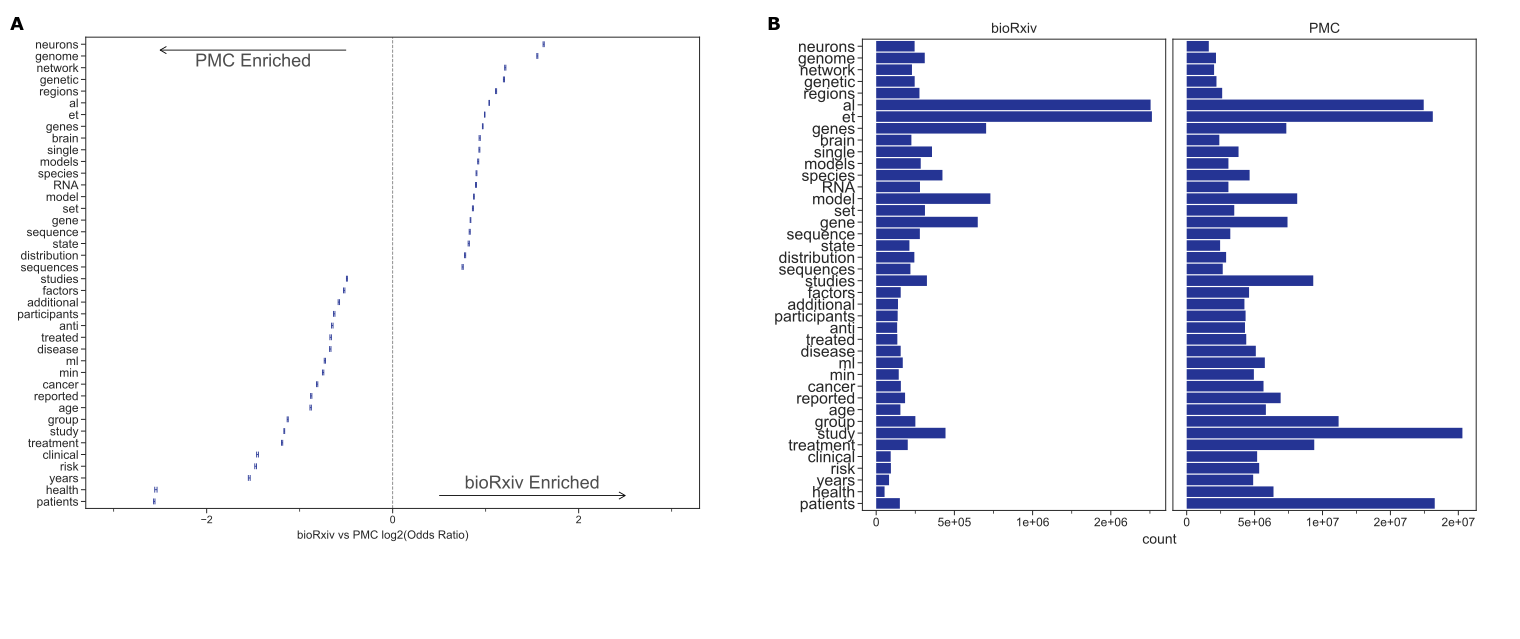 A
neurons
genome
network
genetic
regions
al
et
genes
brain
single
models
species
RNA
model
set
gene
sequence
state
distribution
sequences
studies
factors
additional
participants
anti
treated
disease
ml
min
cancer
reported
age
group
study
treatment
clinical
risk
years
health
patients
PMC Enriched
bioRxiv Enriched
−2 0 2
bioRxiv vs PMC log2(Odds Ratio)
B
bioRxiv PMC
neurons
genome
network
genetic
regions
al
et
genes
brain
single
models
species
RNA
model
set
gene
sequence
state
distribution
sequences
studies
factors
additional
participants
anti
treated
disease
ml
min
cancer
reported
age
group
study
treatment
clinical
risk
years
health
patients
0 5e+05 1e+06 2e+06 0 5e+06 1e+07 2e+07 2e+07
count